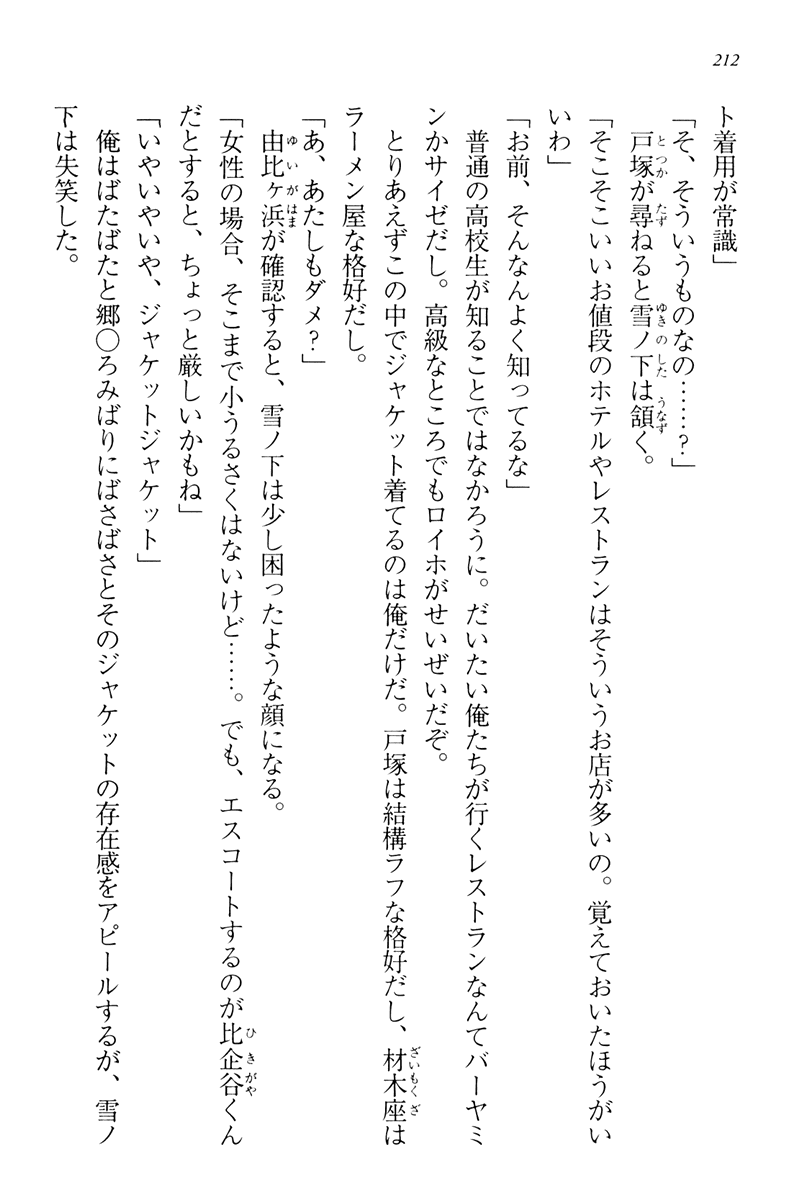 212
ト着用が常識」
「そ、そういうものなの……？」
戸塚が尋ねると雪ノ下は頷く。
「そこそこいいお値段のホテルやレストランはそういうお店が多いの。覚えておいたほうがい
いわ」
「お前、そんなんよく知ってるな」
普通の高校生が知ることではなかろうに。だいたい俺たちが行くレストランなんてバーヤミ
ンかサイゼだし。高級なところでもロイホがせいぜいだぞ。
とりあえずこの中でジャケット着てるのは俺だけだ。戸塚は結構ラフな格好だし、材木座は
ラーメン屋な格好だし。
「あ、あたしもダメ？」
由比ヶ浜が確認すると、雪ノ下は少し困ったような顔になる。
「女性の場合、そこまで小うるさくはないけど……。でも、エスコートするのが比企谷くん
だとすると、ちょっと厳しいかもね」
「いやいやいや、ジャケットジャケット」
俺はばたばたと郷〇ろみばりにばさばさとそのジャケットの存在感をアピールするが、雪ノ
下は失笑した。